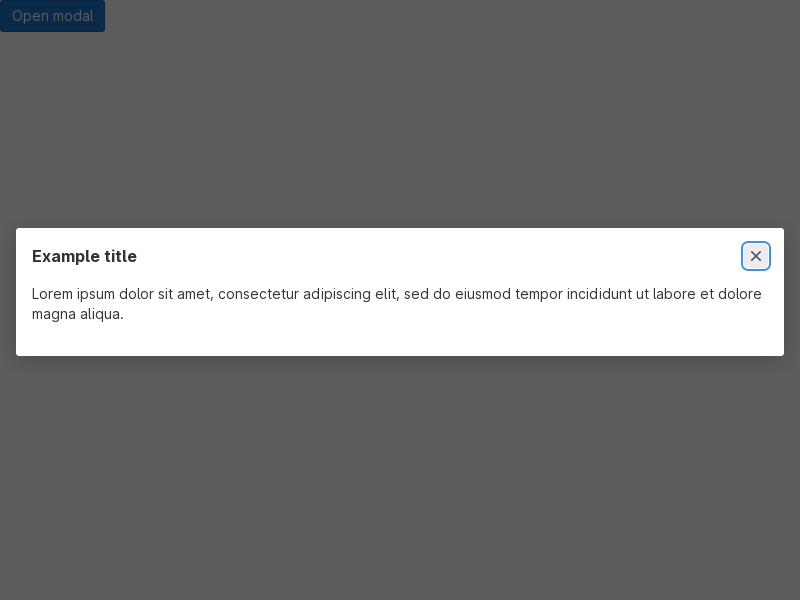 Open modal
Example title
Lorem ipsum dolor sit amet, consectetur adipiscing elit, sed do eiusmod tempor incididunt ut labore et dolore
magna aliqua.